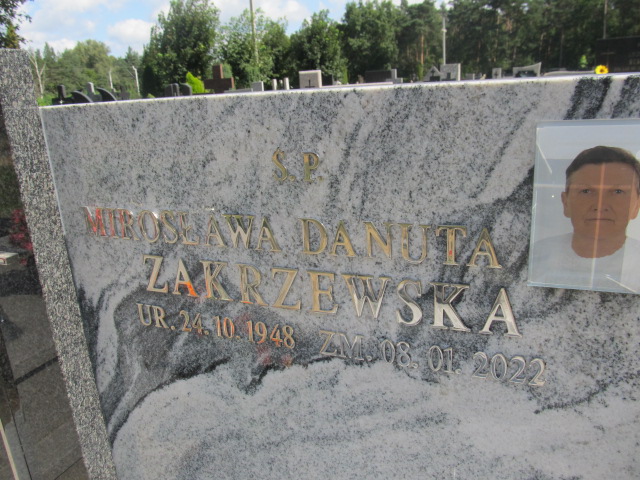 Ś.P.
MIROSŁAWA DANUTA
ZAKRZEWSKA
UR. 24.10.1948 ZM. 08.01.2022